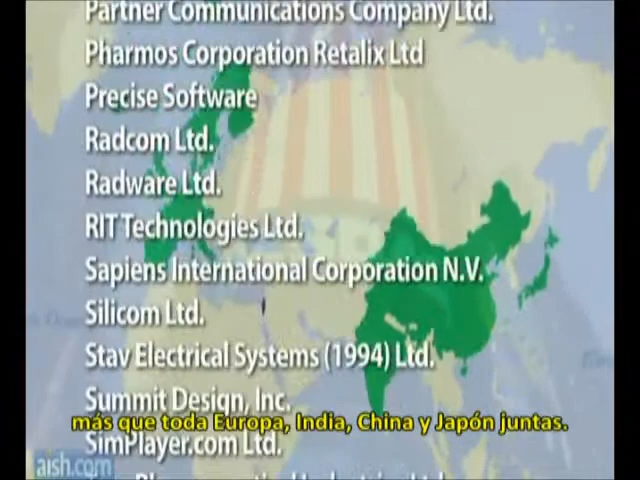 Partner Communications Company Ltd.
Pharmos Corporation Retalix Ltd
Precise Software
Radcom Ltd.
Radware Ltd.
RIT Technologies Ltd.
Sapiens International Corporation N.V.
Silicom Ltd.
Stav Electrical Systems (1994) Ltd.
Summit Design, Inc.
más que toda Europa, India, China y Japón juntas.
SimPlayer.com Ltd.
aish.com